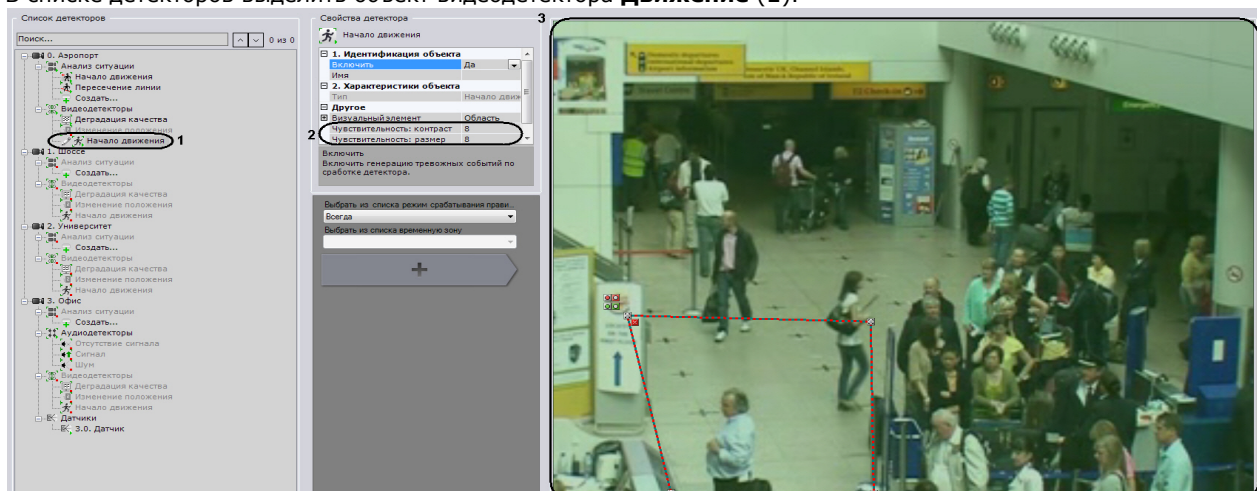 В списке детекторов выделить объект видеодетектора Движение (1).
Список детекторов
Поиск...
0 из 0
0. Аэропорт
Анализ ситуации
Начало движения
Пересечение линии
Создать...
Видеодетекторы
Деградация качества
Изменение положения
Начало движения
1
1. Шоссе
Анализ ситуации
Создать...
Видеодетекторы
Деградация качества
Изменение положения
Начало движения
2. Университет
Анализ ситуации
Создать...
Видеодетекторы
Деградация качества
Изменение положения
Начало движения
3. Офис
Анализ ситуации
Создать...
Аудиодетекторы
Отсутствие сигнала
Сигнал
Шум
Видеодетекторы
Деградация качества
Изменение положения
Начало движения
Датчики
3.0. Датчик
Свойства детектора
Начало движения
1. Идентификация объекта
Включить Да
Имя
2. Характеристики объекта
Тип Начало движ
Другое
Визуальный элемент Область
2
Чувствительность: контраст 8
Чувствительность: размер 8
Включить
Включить генерацию тревожных событий по
сработке детектора.
Выбрать из списка режим срабатывания прави...
Всегда
Выбрать из списка временную зону
3